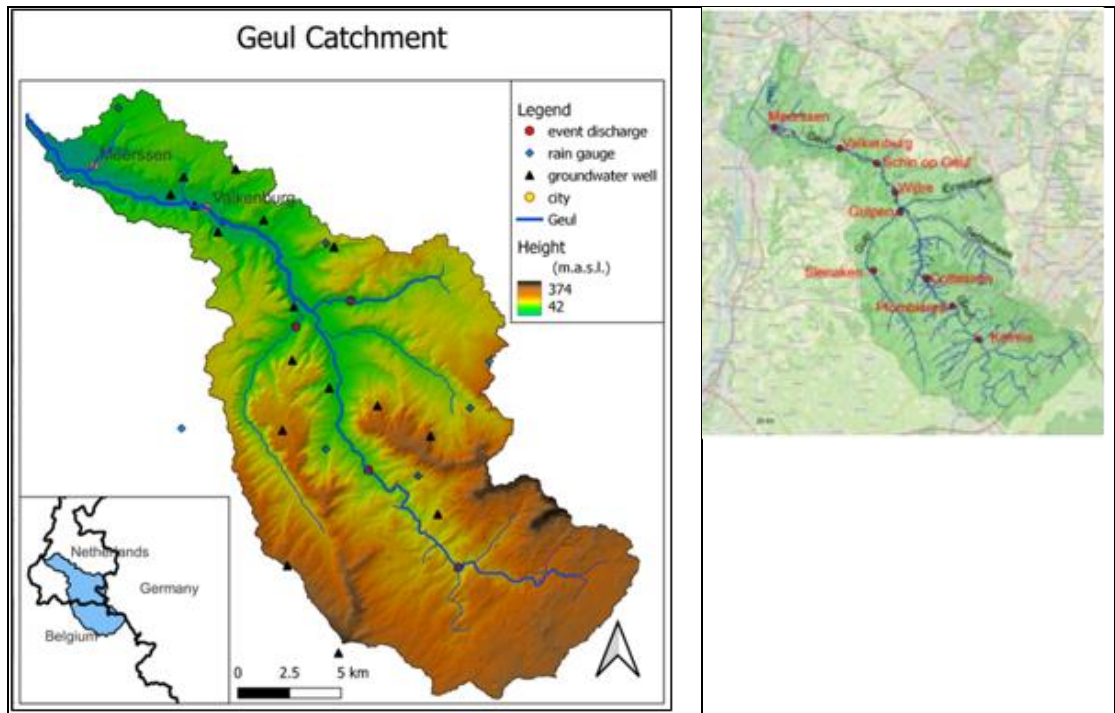 Geul Catchment
Legend
event discharge
rain gauge
groundwater well
city
Geul
Height
(m.a.s.l.)
374
42
Meerssen
Valkenburg
Netherlands
Germany
Belgium
0 2.5 5 km
Meerssen
Valkenburg
Schin op Geul
Wijlre
Gulpen
Slenaken
Cottessen
Plombieres
Kelmis